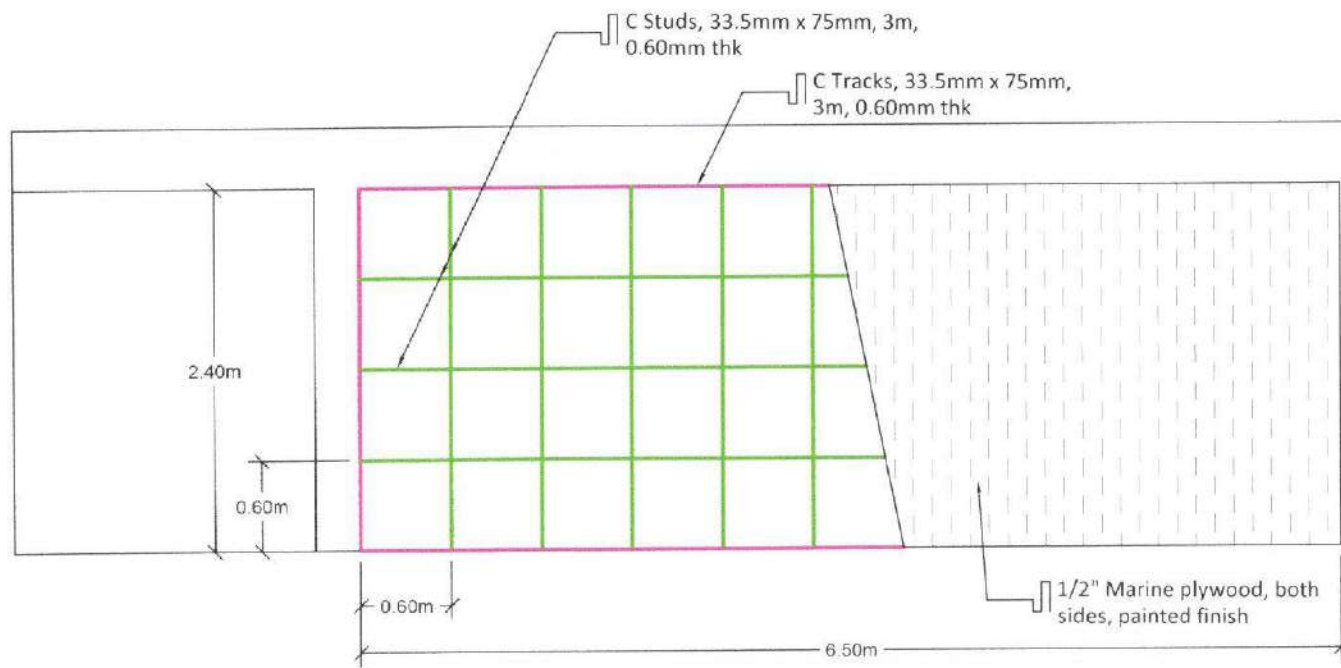 C Studs, 33.5mm x 75mm, 3m,
0.60mm thk
C Tracks, 33.5mm x 75mm,
3m, 0.60mm thk
2.40m
0.60m
0.60m
1/2" Marine plywood, both
sides, painted finish
6.50m